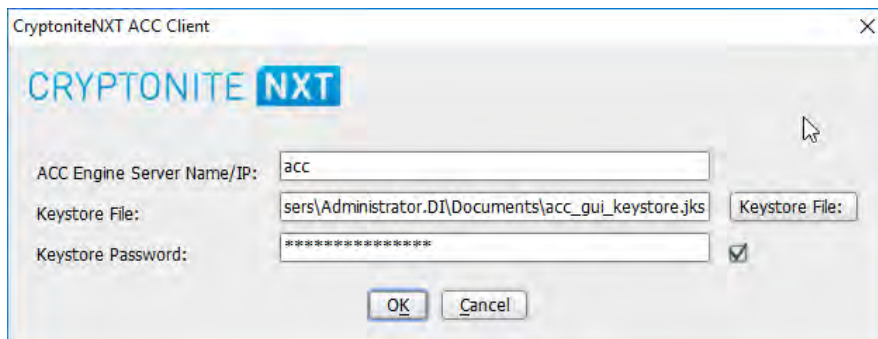 CryptoniteNXT ACC Client
CRYPTONITE NXT
ACC Engine Server Name/IP: acc
Keystore File: sers\Administrator.DI\Documents\acc_gui_keystore.jks Keystore File:
Keystore Password: ***************
OK Cancel